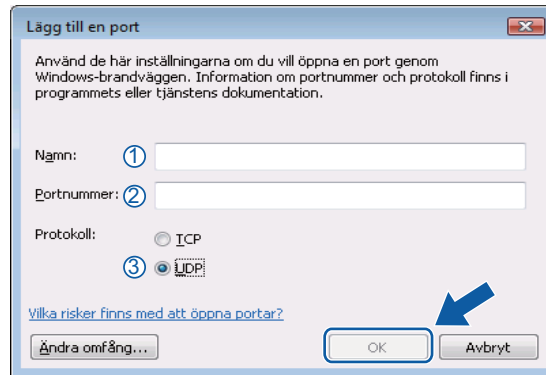 Lägg till en port
Använd de här inställningarna om du vill öppna en port genom
Windows-brandväggen. Information om portnummer och protokoll finns i
programmets eller tjänstens dokumentation.
Namn: ①
Portnummer: ②
Protokoll: TCP
③ UDP
Vilka risker finns med att öppna portar?
Ändra omfång... OK Avbryt